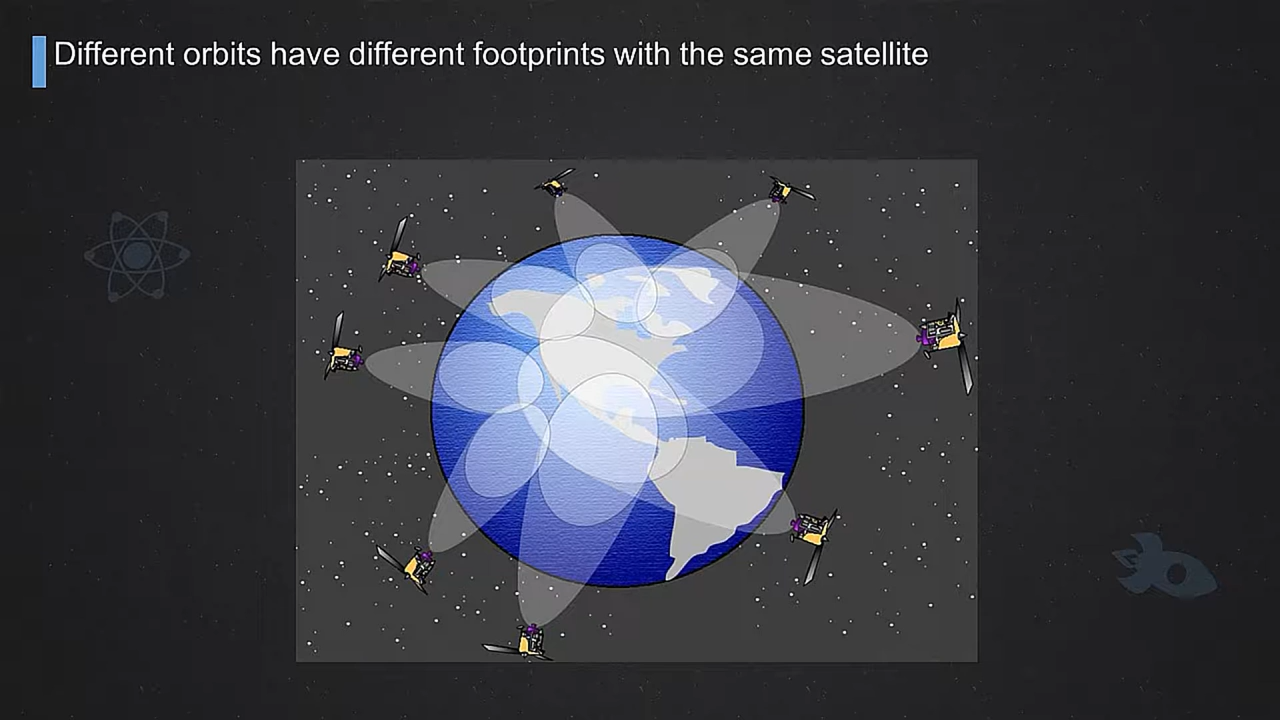 Different orbits have different footprints with the same satellite